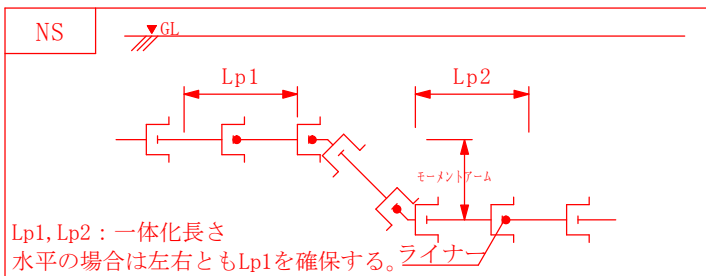 NS
GL
Lp1
Lp2
モーメントアーム
Lp1,Lp2：一体化長さ
水平の場合は左右ともLp1を確保する。
ライナー